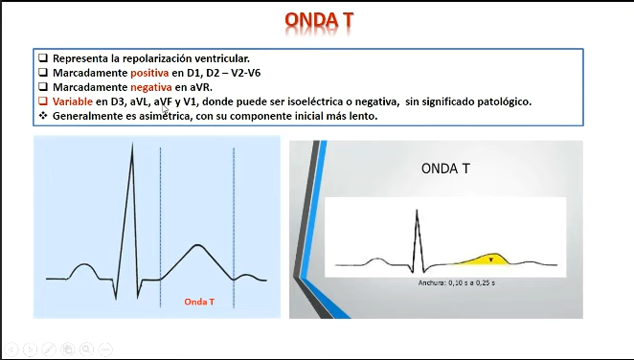 ONDA T
Representa la repolarización ventricular.
Marcadamente positiva en D1, D2 – V2-V6
Marcadamente negativa en aVR.
Variable en D3, aVL, aVF y V1, donde puede ser isoeléctrica o negativa, sin significado patológico.
Generalmente es asimétrica, con su componente inicial más lento.
Onda T
ONDA T
Anchura: 0,10 s a 0,25 s